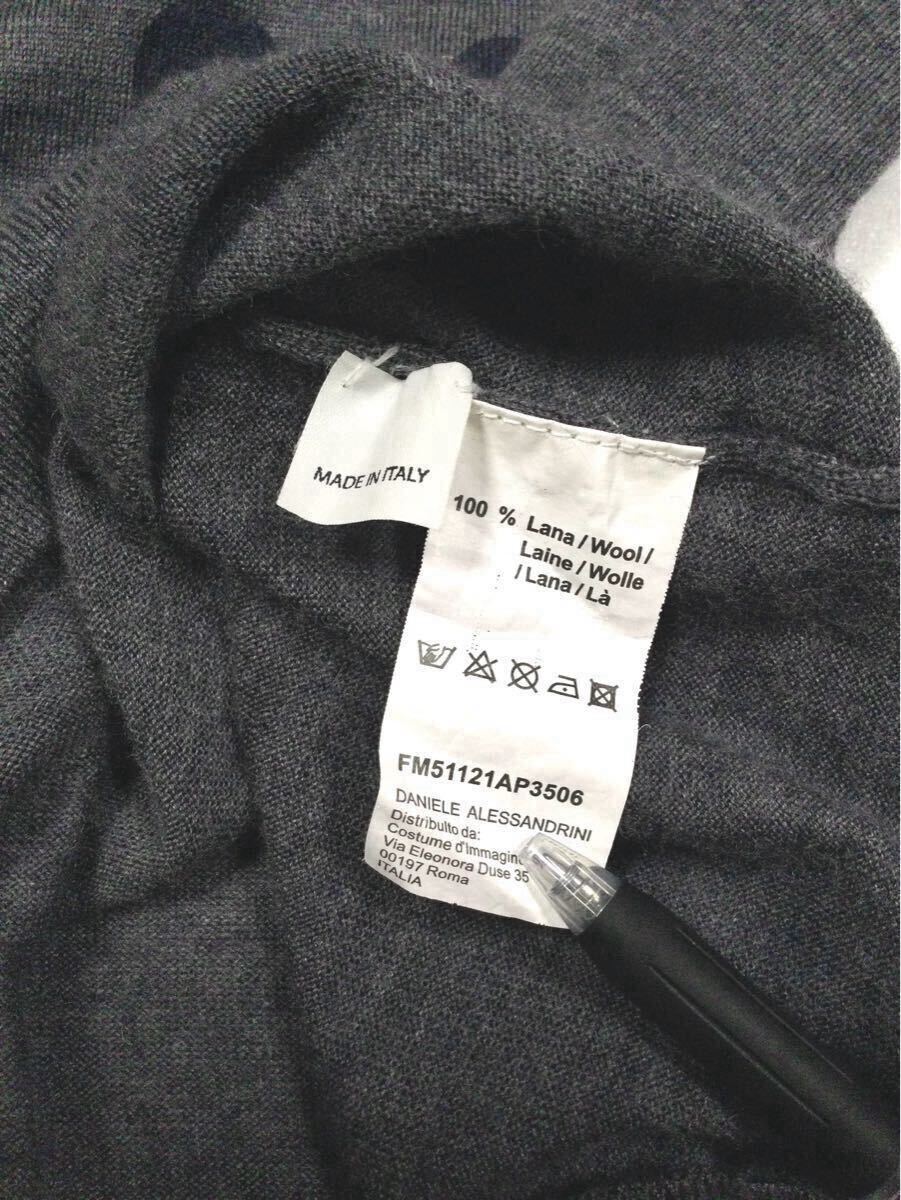 MADE IN ITALY
100 % Lana / Wool /
Laine / Wolle
/ Lana / Là
FM51121AP3506
DANIELE ALESSANDRINI
Distribuito da:
Costume d'Immagin
Via Eleonora Duse 35
00197 Roma
ITALIA